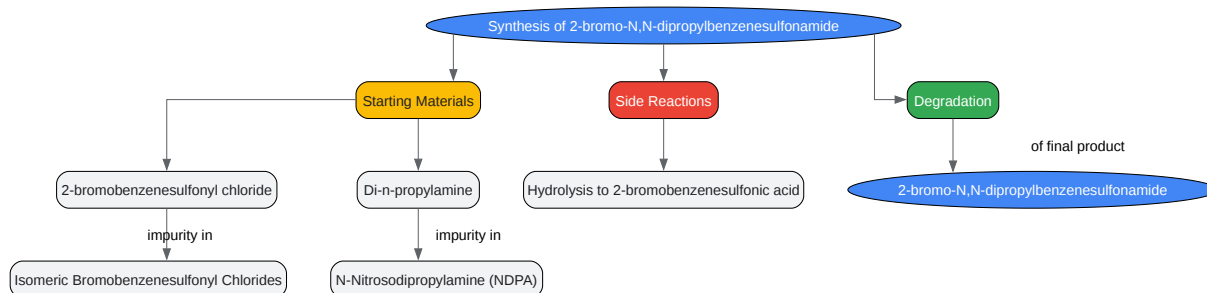 Synthesis of 2-bromo-N,N-dipropylbenzenesulfonamide
Starting Materials
Side Reactions
Degradation
of final product
2-bromobenzenesulfonyl chloride
Di-n-propylamine
Hydrolysis to 2-bromobenzenesulfonic acid
2-bromo-N,N-dipropylbenzenesulfonamide
impurity in
impurity in
Isomeric Bromobenzenesulfonyl Chlorides
N-Nitrosodipropylamine (NDPA)